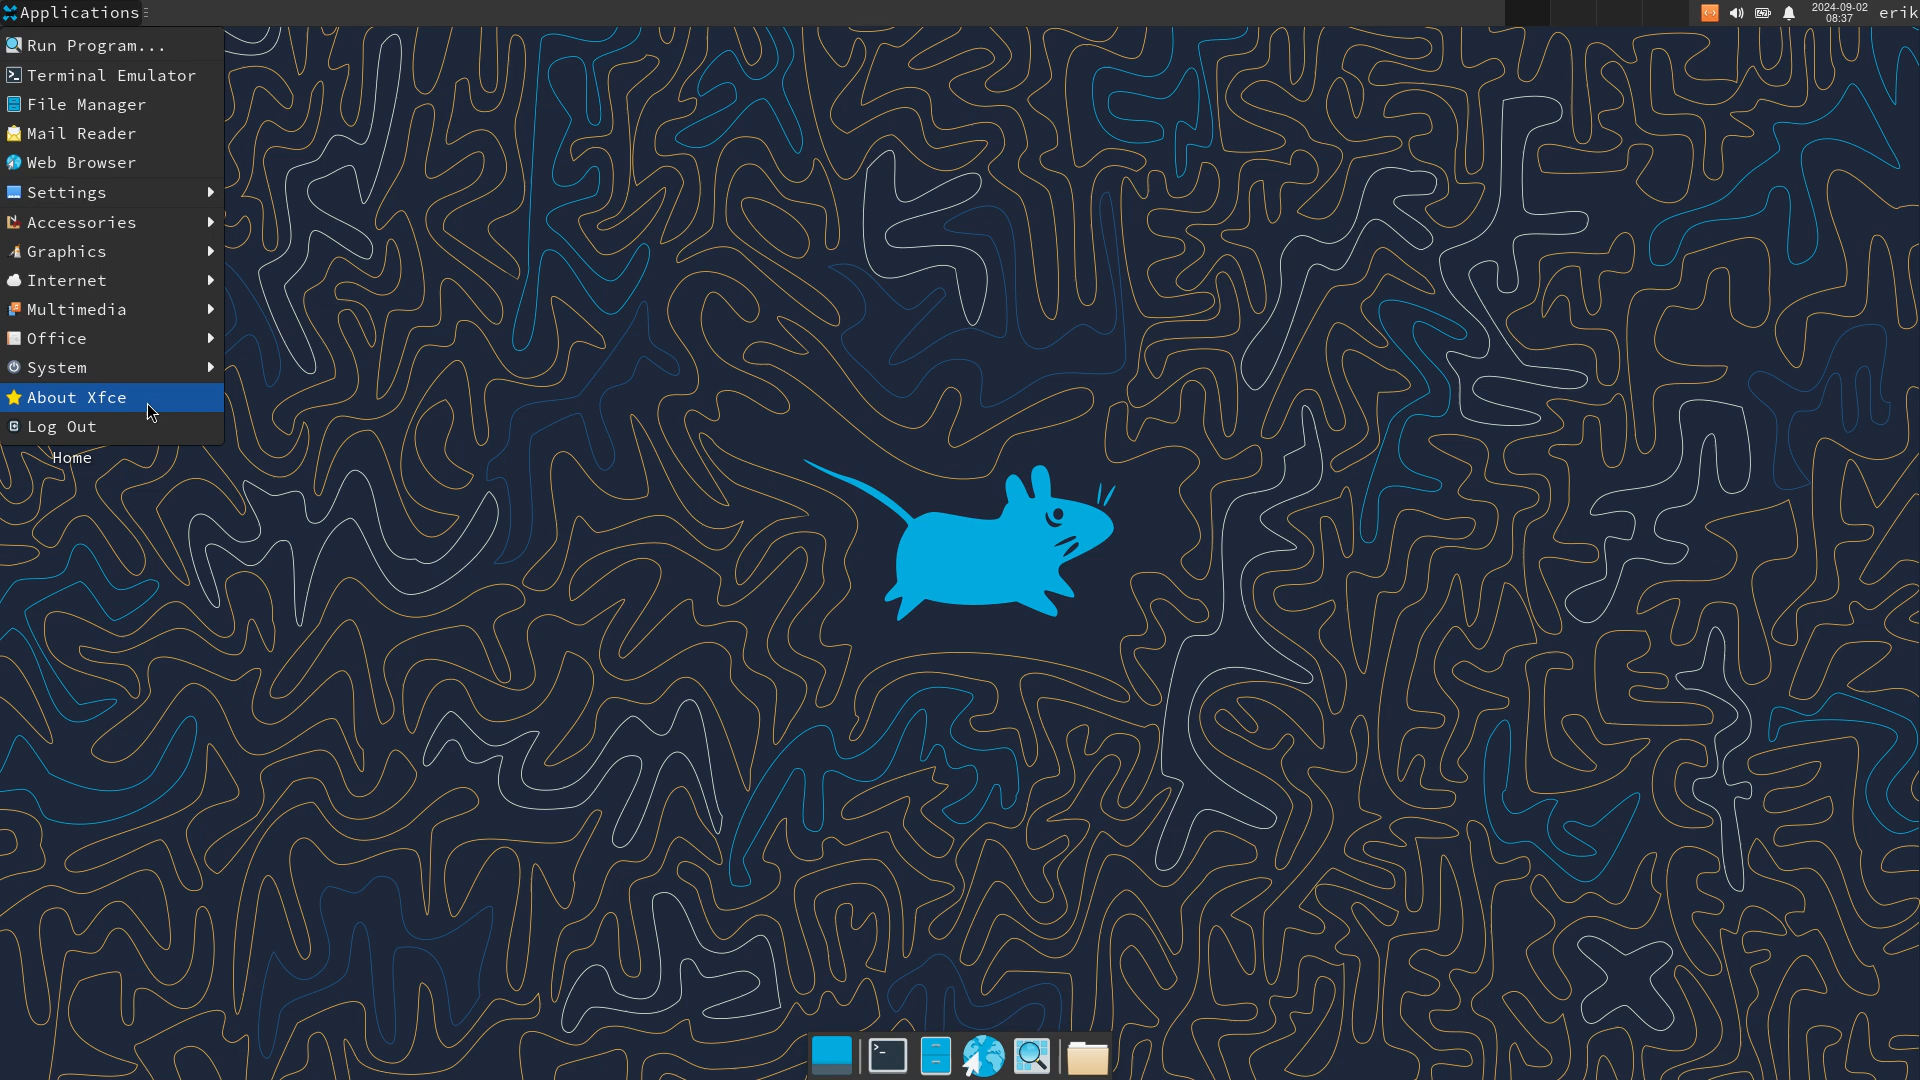 Applications
2024-09-02
08:37
erik
Run Program...
Terminal Emulator
File Manager
Mail Reader
Web Browser
Settings
Accessories
Graphics
Internet
Multimedia
Office
System
About Xfce
Log Out
Home